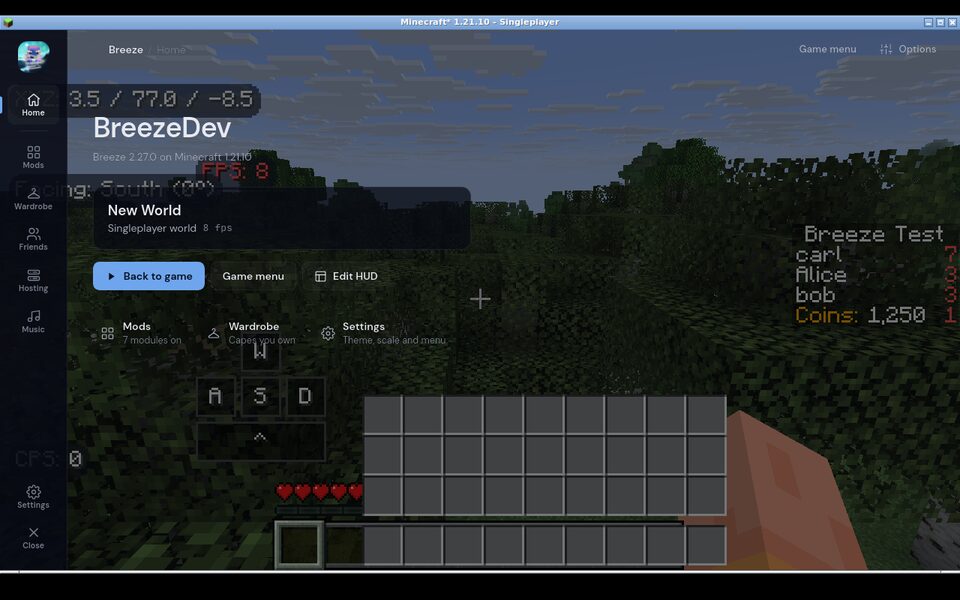 Minecraft* 1.21.10 - Singleplayer
Breeze / Home
Game menu
Options
Home
3.5 / 77.0 / -8.5
BreezeDev
Breeze 2.27.0 on Minecraft 1.21.10
FPS: 8
Mods
Facing: South (0°)
Wardrobe
New World
Singleplayer world 8 fps
Friends
Breeze Test
carl 7
Alice 3
bob 3
Coins: 1,250 1
Back to game
Game menu
Edit HUD
Hosting
Music
Mods
7 modules on
Wardrobe
Capes you own
Settings
Theme, scale and menu
W
A
S
D
^
CPS: 0
Settings
Close